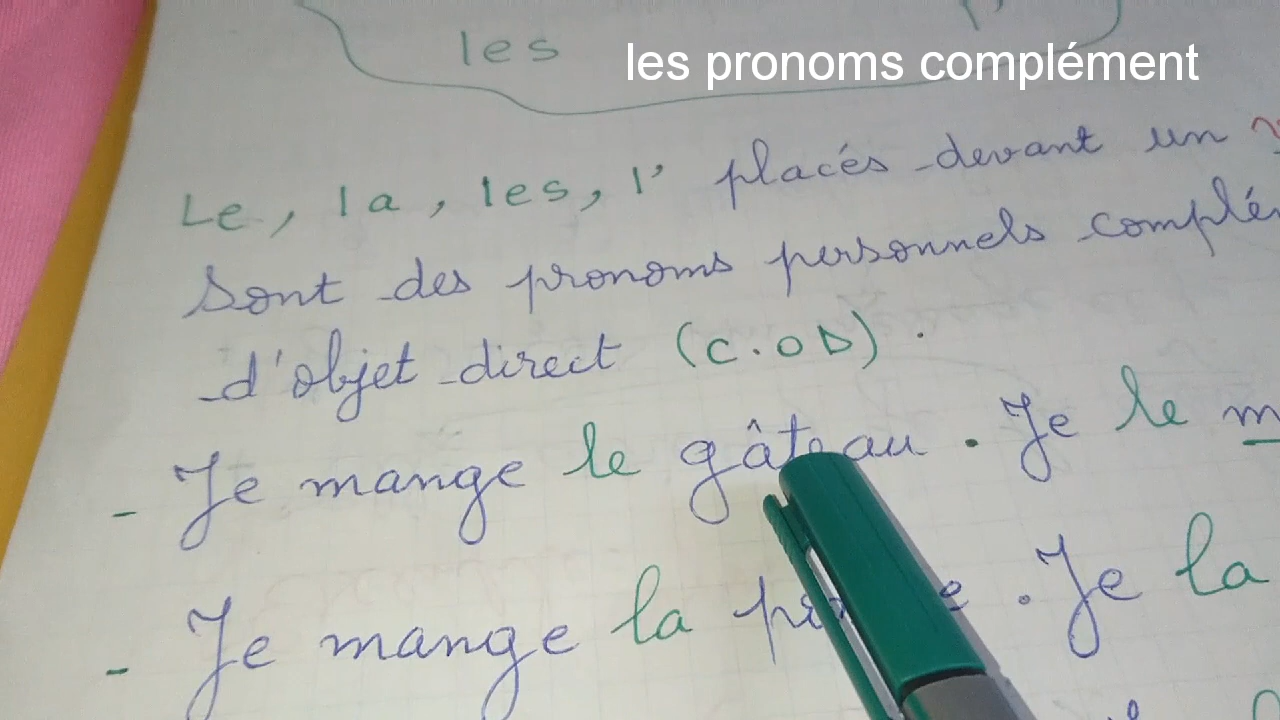 les l'
les pronoms complément
Le, la, les, l' placés devant un
Sont des pronoms personnels
d'objet direct (C.OD).
- Je mange le gâteau. Je le
- Je mange la . Je la